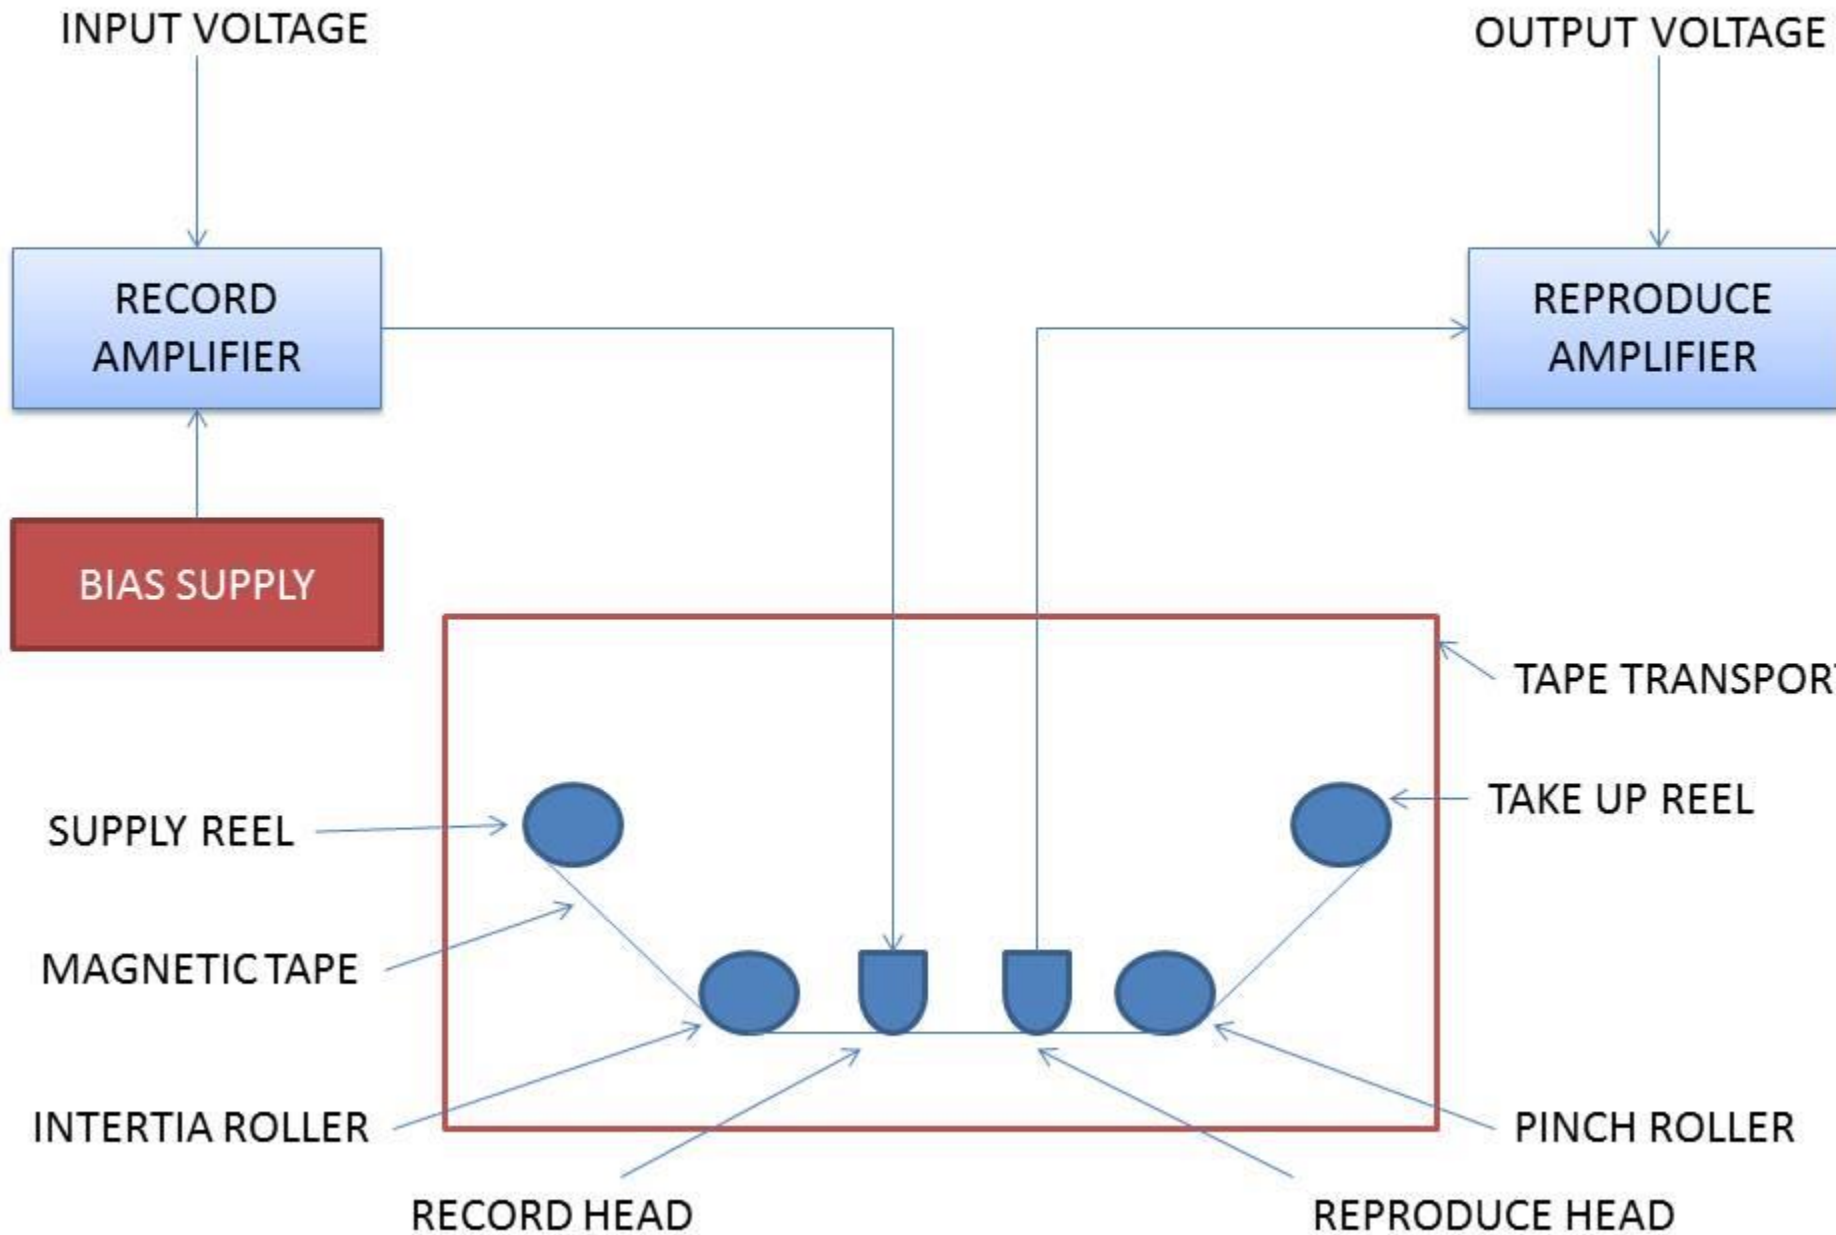 INPUT VOLTAGE
OUTPUT VOLTAGE
RECORD
AMPLIFIER
REPRODUCE
AMPLIFIER
BIAS SUPPLY
TAPE TRANSPORT
TAKE UP REEL
SUPPLY REEL
MAGNETIC TAPE
INTERTIA ROLLER
PINCH ROLLER
RECORD HEAD
REPRODUCE HEAD